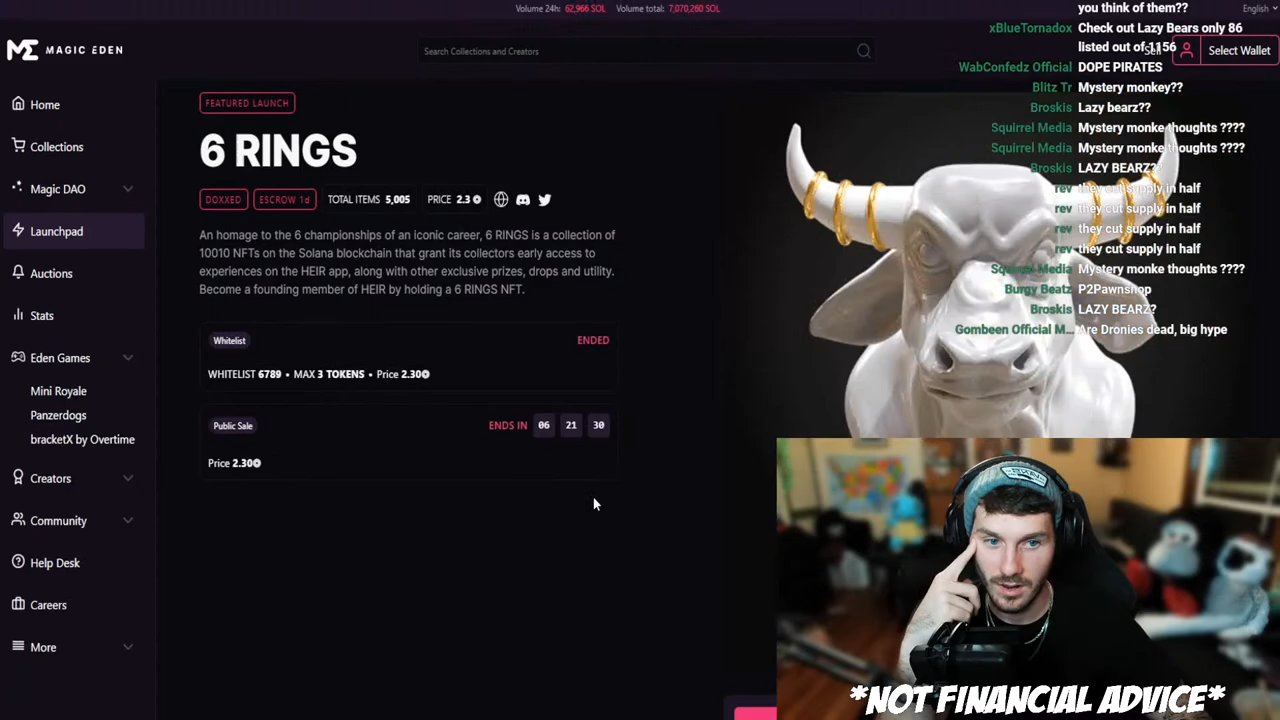 Volume 24h: 62,966 SOL Volume total: 7,070,260 SOL
English
MAGIC EDEN
Search Collections and Creators
Sell
Select Wallet
Home
Collections
Magic DAO
Launchpad
Auctions
Stats
Eden Games
Mini Royale
Panzerdogs
bracketX by Overtime
Creators
Community
Help Desk
Careers
More
FEATURED LAUNCH
6 RINGS
DOXXED ESCROW 1d TOTAL ITEMS 5,005 PRICE 2.3
An homage to the 6 championships of an iconic career, 6 RINGS is a collection of
10010 NFTs on the Solana blockchain that grant its collectors early access to
experiences on the HEIR app, along with other exclusive prizes, drops and utility.
Become a founding member of HEIR by holding a 6 RINGS NFT.
Whitelist ENDED
WHITELIST 6789 • MAX 3 TOKENS • Price 2.30
Public Sale ENDS IN 06 21 30
Price 2.30
you think of them??
xBlueTornadox Check out Lazy Bears only 86
listed out of 1156
WabConfedz Official DOPE PIRATES
Blitz Tr Mystery monkey??
Broskis Lazy bearz??
Squirrel Media Mystery monke thoughts ????
Squirrel Media Mystery monke thoughts ????
Broskis LAZY BEARZ?
rev they cut supply in half
rev they cut supply in half
rev they cut supply in half
rev they cut supply in half
Squirrel Media Mystery monke thoughts ????
Burgy Beatz P2Pawnshop
Broskis LAZY BEARZ?
Gombeen Official M... Are Dronies dead, big hype
*NOT FINANCIAL ADVICE*